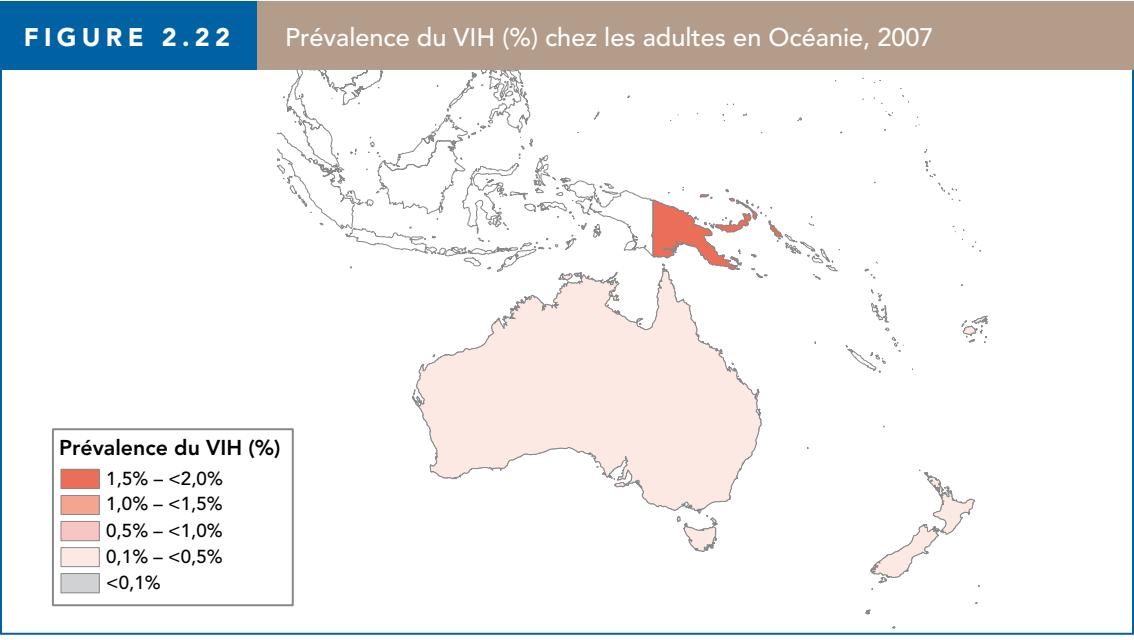 FIGURE 2.22
Prévalence du VIH (%) chez les adultes en Océanie, 2007
Prévalence du VIH (%)
1,5% – <2,0%
1,0% – <1,5%
0,5% – <1,0%
0,1% – <0,5%
<0,1%